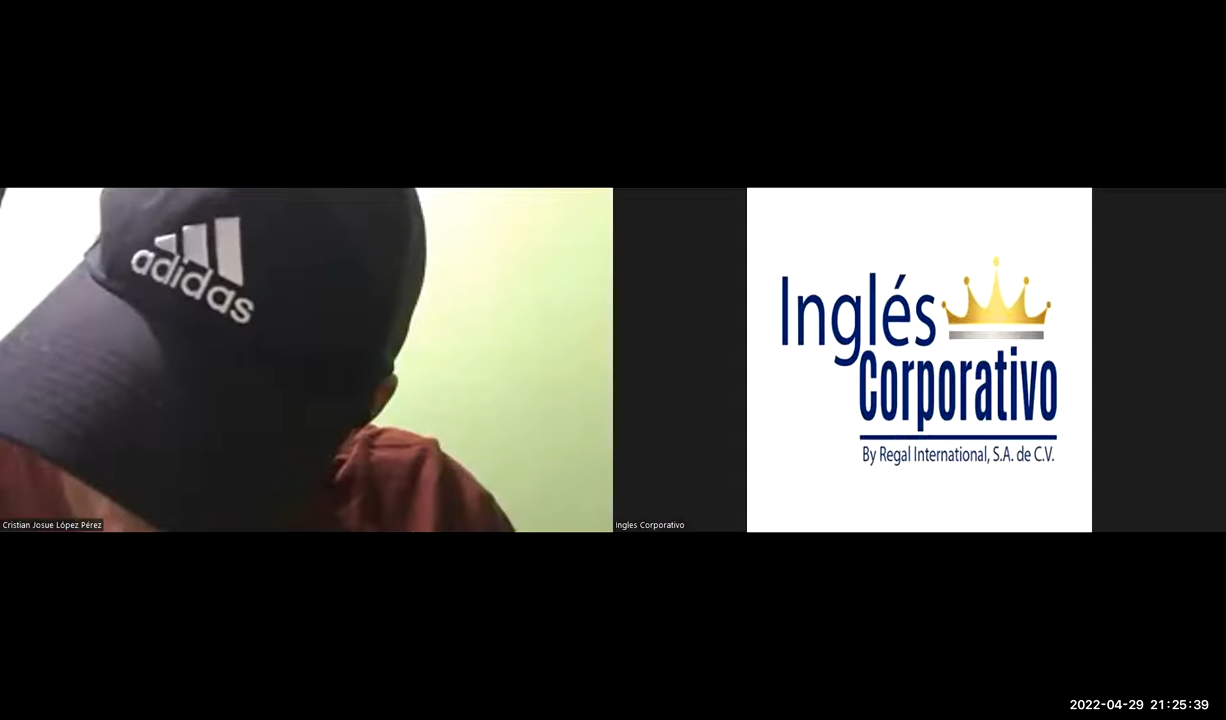 adidas
Inglés
Corporativo
By Regal International, S.A. de C.V.
Cristian Josue López Pérez
Ingles Corporativo
2022-04-29 21:25:39